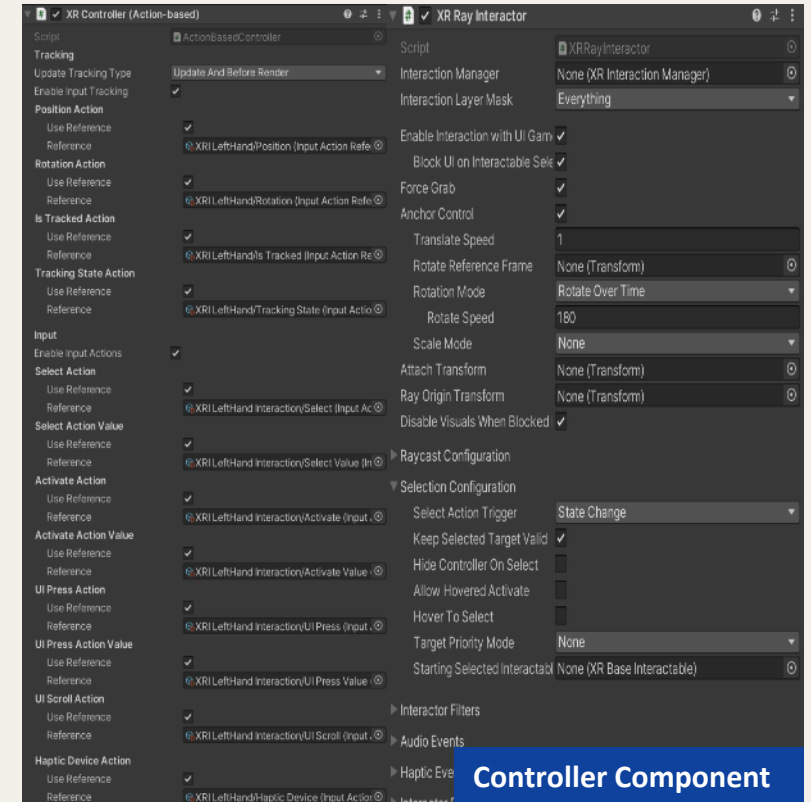 XR Controller (Action-based)
Script ActionBasedController
Tracking
Update Tracking Type Update And Before Render
Enable Input Tracking
Position Action
Use Reference
Reference XRI LeftHand/Position (Input Action Refe
Rotation Action
Use Reference
Reference XRI LeftHand/Rotation (Input Action Refe
Is Tracked Action
Use Reference
Reference XRI LeftHand/Is Tracked (Input Action Re
Tracking State Action
Use Reference
Reference XRI LeftHand/Tracking State (Input Actio
Input
Enable Input Actions
Select Action
Use Reference
Reference XRI LeftHand Interaction/Select (Input Ac
Select Action Value
Use Reference
Reference XRI LeftHand Interaction/Select Value (In
Activate Action
Use Reference
Reference XRI LeftHand Interaction/Activate (Input
Activate Action Value
Use Reference
Reference XRI LeftHand Interaction/Activate Value
UI Press Action
Use Reference
Reference XRI LeftHand Interaction/UI Press (Input
UI Press Action Value
Use Reference
Reference XRI LeftHand Interaction/UI Press Value
UI Scroll Action
Use Reference
Reference XRI LeftHand Interaction/UI Scroll (Input
Haptic Device Action
Use Reference
Reference XRI LeftHand/Haptic Device (Input Action
XR Ray Interactor
Script XRRayInteractor
Interaction Manager None (XR Interaction Manager)
Interaction Layer Mask Everything
Enable Interaction with UI Gam
Block UI on Interactable Sele
Force Grab
Anchor Control
Translate Speed 1
Rotate Reference Frame None (Transform)
Rotation Mode Rotate Over Time
Rotate Speed 180
Scale Mode None
Attach Transform None (Transform)
Ray Origin Transform None (Transform)
Disable Visuals When Blocked
Raycast Configuration
Selection Configuration
Select Action Trigger State Change
Keep Selected Target Valid
Hide Controller On Select
Allow Hovered Activate
Hover To Select
Target Priority Mode None
Starting Selected Interactabl None (XR Base Interactable)
Interactor Filters
Audio Events
Haptic Eve
Controller Component